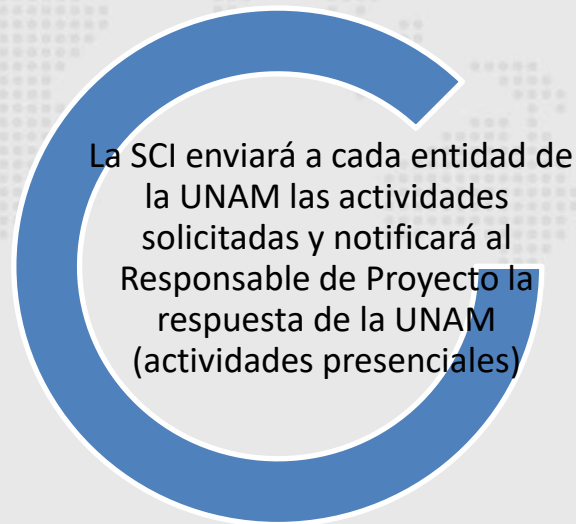 La SCI enviará a cada entidad de
la UNAM las actividades
solicitadas y notificará al
Responsable de Proyecto la
respuesta de la UNAM
(actividades presenciales)